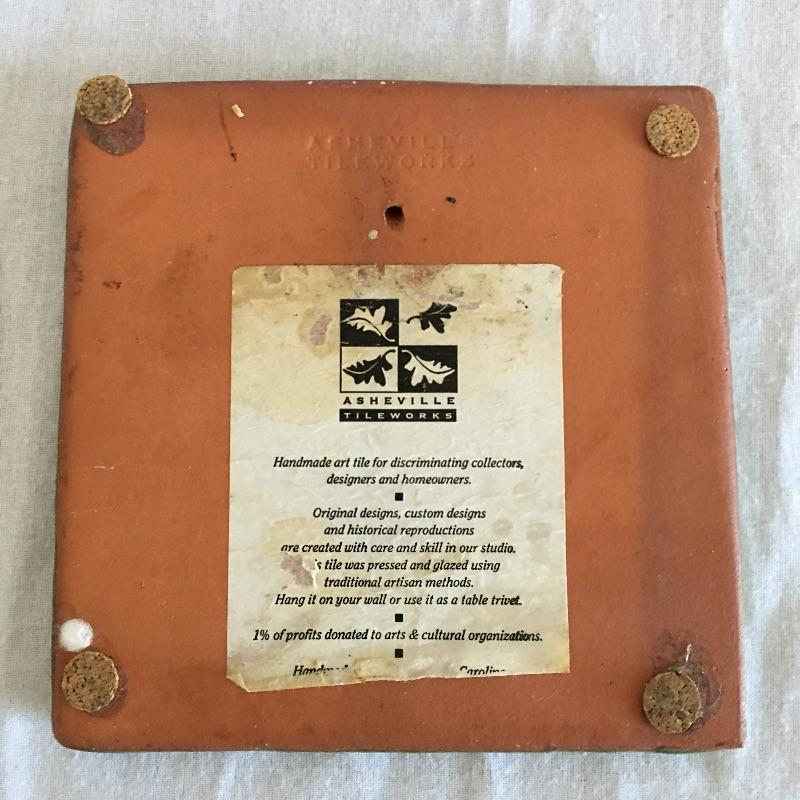 ASHEVILLE
TILEWORKS
ASHEVILLE
TILEWORKS
Handmade art tile for discriminating collectors,
designers and homeowners.
Original designs, custom designs
and historical reproductions
are created with care and skill in our studio.
is tile was pressed and glazed using
traditional artisan methods.
Hang it on your wall or use it as a table trivet.
1% of profits donated to arts & cultural organizations.
Carolina